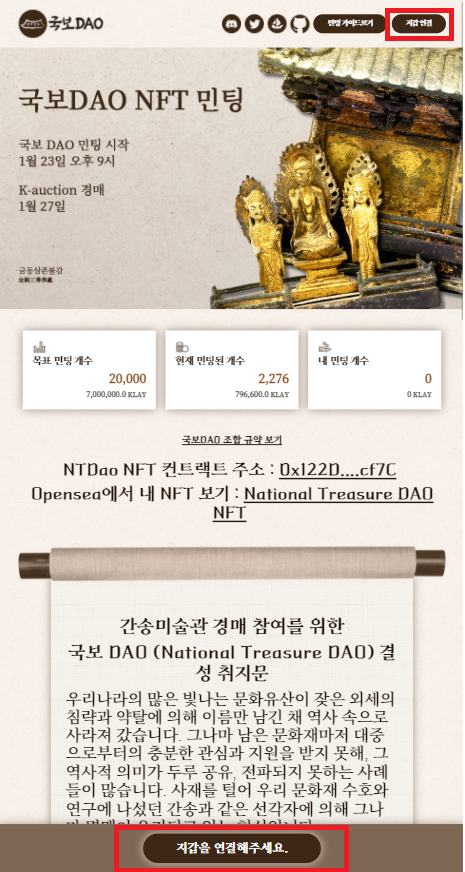 국보DAO
민팅 가이드보기
지갑 연결
국보DAO NFT 민팅
국보 DAO 민팅 시작
1월 23일 오후 9시
K-auction 경매
1월 27일
금동삼존불감
金銅三尊佛龕
목표 민팅 개수
20,000
7,000,000.0 KLAY
현재 민팅된 개수
2,276
796,600.0 KLAY
내 민팅 개수
0
0 KLAY
국보DAO 조합 규약 보기
NTDao NFT 컨트랙트 주소 : 0x122D....cf7C
Opensea에서 내 NFT 보기 : National Treasure DAO
NFT
간송미술관 경매 참여를 위한
국보 DAO (National Treasure DAO) 결
성 취지문
우리나라의 많은 빛나는 문화유산이 잦은 외세의
침략과 약탈에 의해 이름만 남긴 채 역사 속으로
사라져 갔습니다. 그나마 남은 문화재마저 대중
으로부터의 충분한 관심과 지원을 받지 못해, 그
역사적 의미가 두루 공유, 전파되지 못하는 사례
들이 많습니다. 사재를 털어 우리 문화재 수호와
연구에 나섰던 간송과 같은 선각자에 의해 그나
지갑을 연결해주세요.